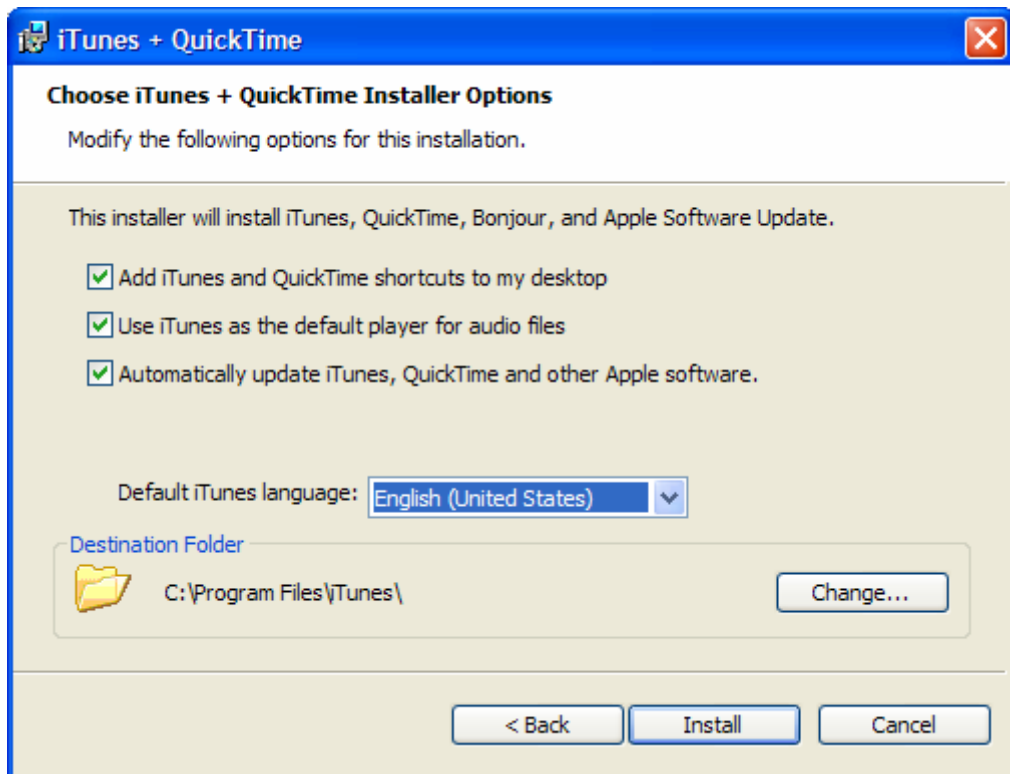 iTunes + QuickTime
Choose iTunes + QuickTime Installer Options
Modify the following options for this installation.
This installer will install iTunes, QuickTime, Bonjour, and Apple Software Update.
Add iTunes and QuickTime shortcuts to my desktop
Use iTunes as the default player for audio files
Automatically update iTunes, QuickTime and other Apple software.
Default iTunes language: English (United States)
Destination Folder
C:\Program Files\iTunes\ Change...
< Back Install Cancel